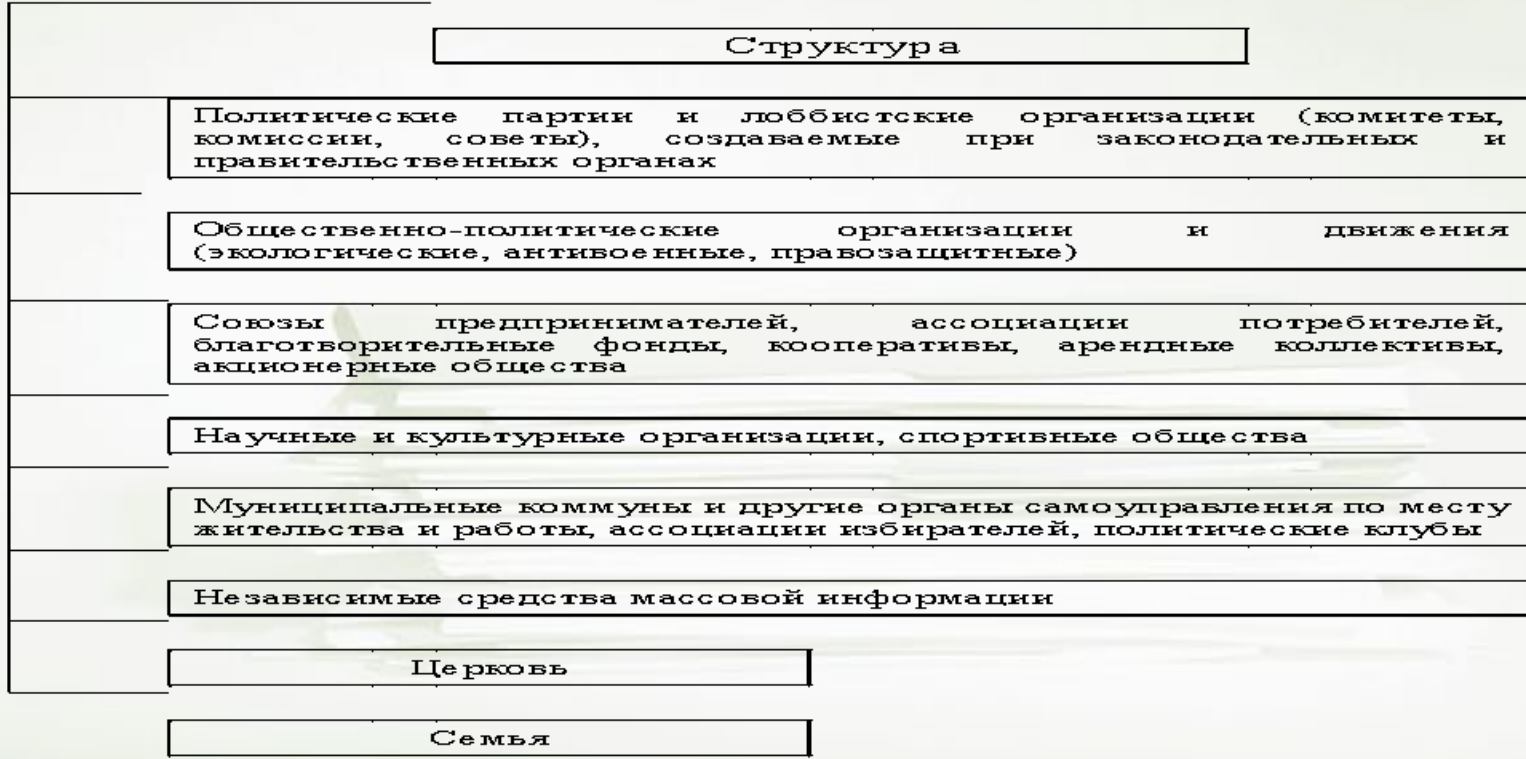 Структура
Политические партии и лоббистские организации (комитеты,
комиссии, советы), создаваемые при законодательных и
правительственных органах
Общественно-политические организации и движения
(экологические, антивоенные, правозащитные)
Союзы предпринимателей, ассоциации потребителей,
благотворительные фонды, кооперативы, арендные коллективы,
акционерные общества
Научные и культурные организации, спортивные общества
Муниципальные коммуны и другие органы самоуправления по месту
жительства и работы, ассоциации избирателей, политические клубы
Независимые средства массовой информации
Церковь
Семья